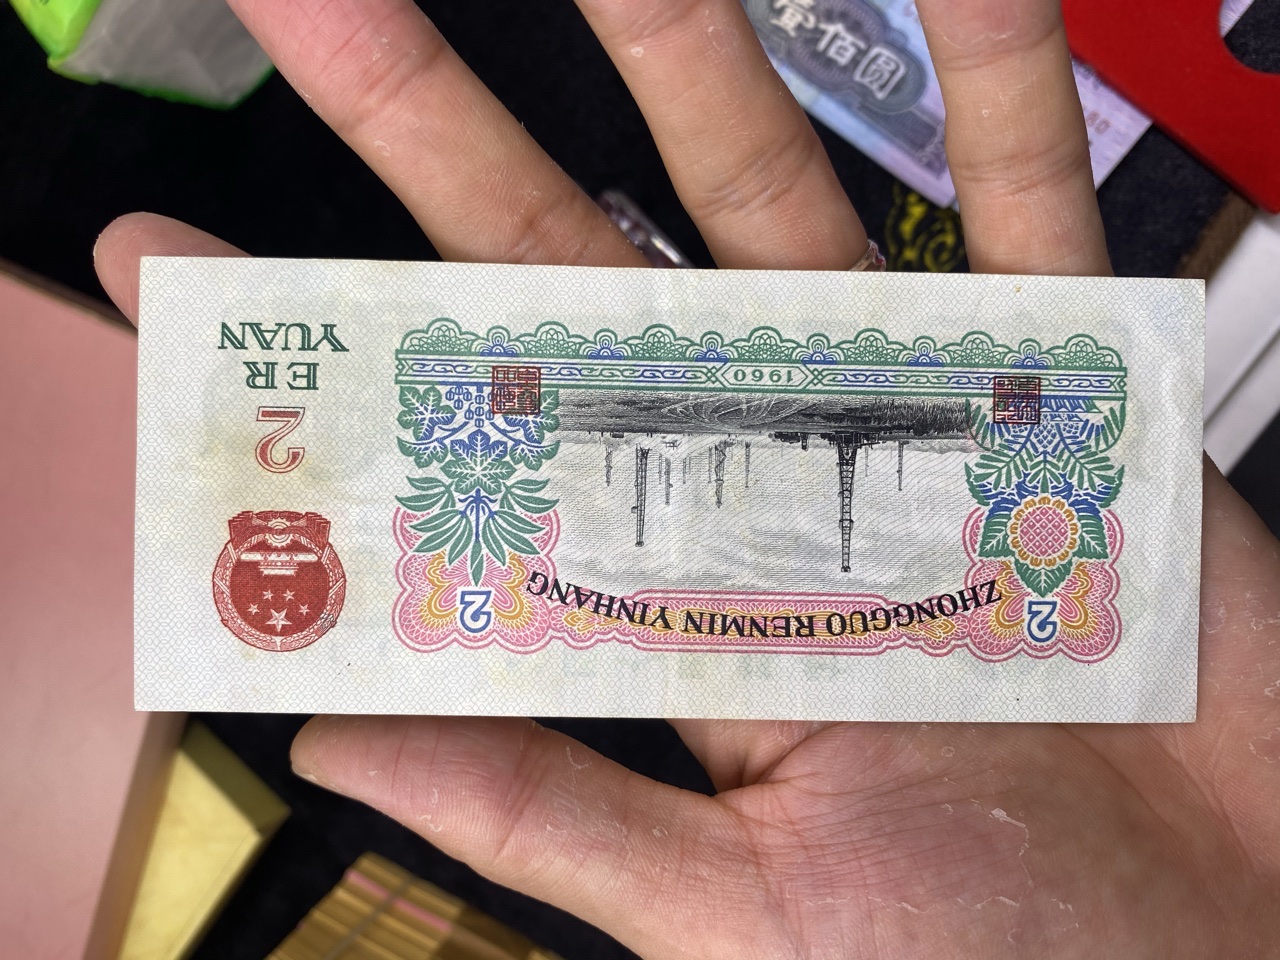 壹佰圆
ZHONGGUO RENMIN YINHANG
2
2
2
ER
YUAN
1960